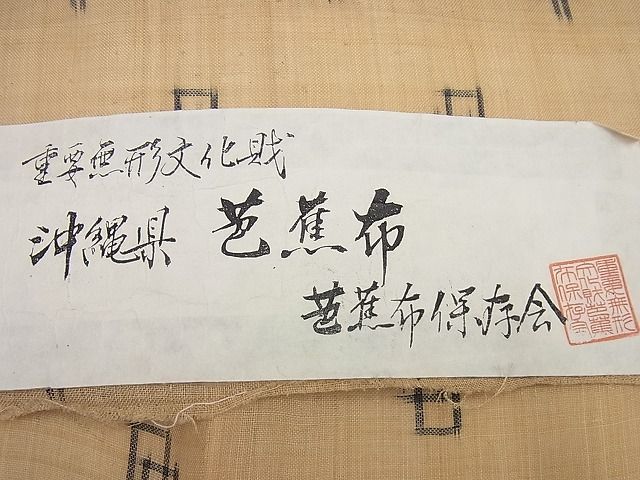 重要無形文化財
沖縄県 芭蕉布
芭蕉布保存会